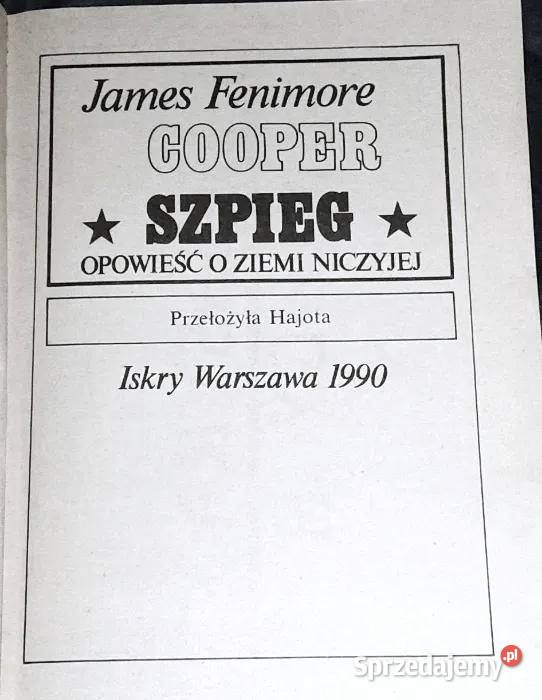 James Fenimore
COOPER
★ SZPIEG ★
OPOWIEŚĆ O ZIEMI NICZYJEJ
Przełożyła Hajota
Iskry Warszawa 1990
Sprzedajemy.pl